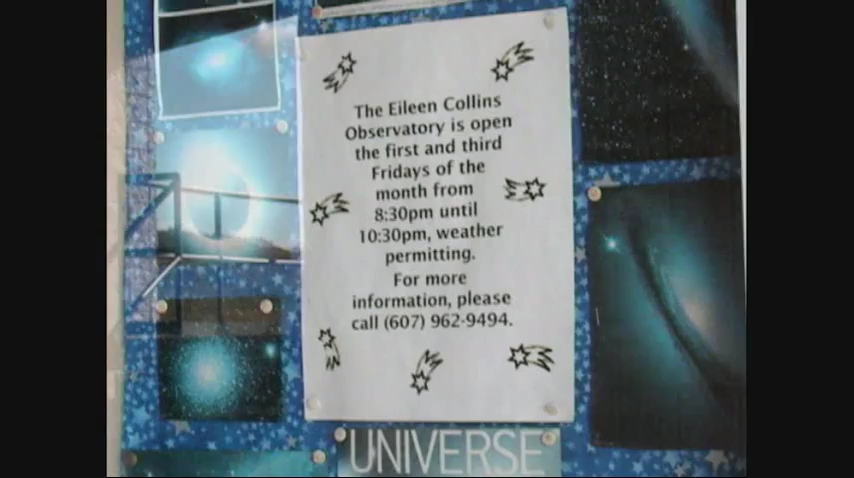 The Eileen Collins
Observatory is open
the first and third
Fridays of the
month from
8:30pm until
10:30pm, weather
permitting.
For more
information, please
call (607) 962-9494.
UNIVERSE